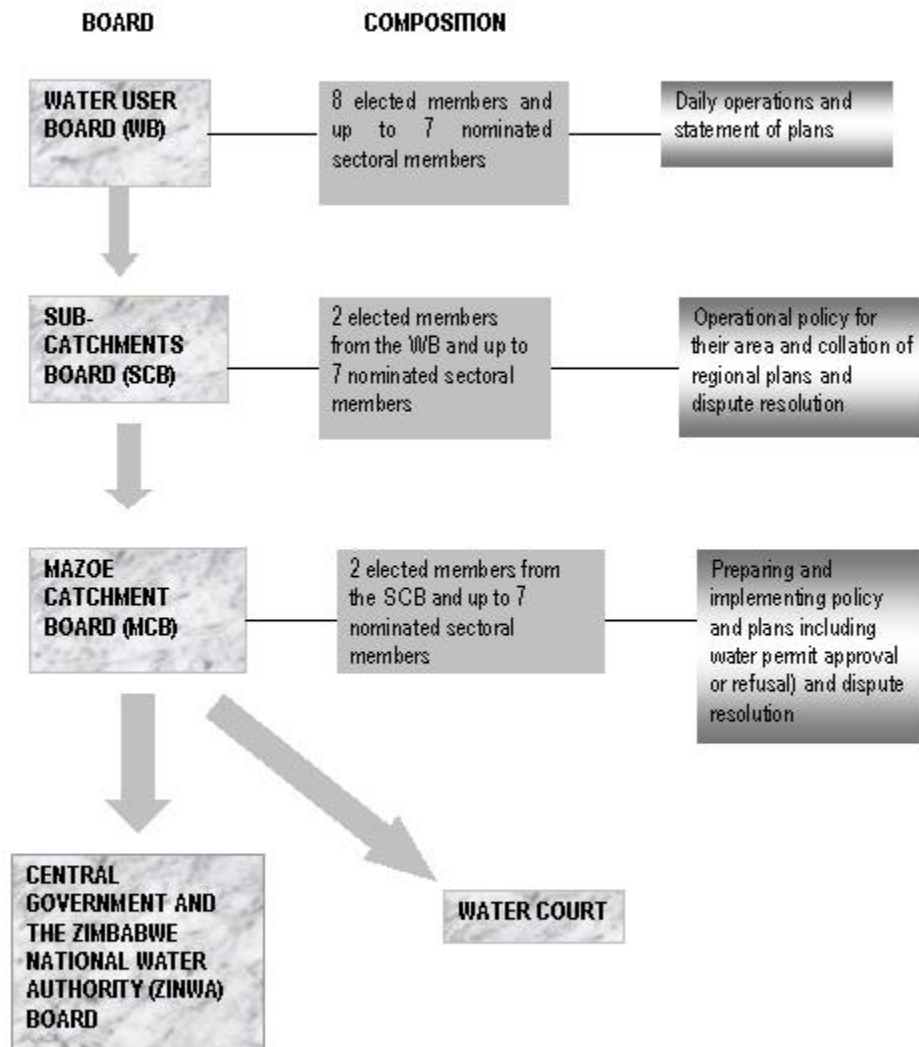 BOARD
COMPOSITION
WATER USER
BOARD (WB)
8 elected members and
up to 7 nominated
sectoral members
Daily operations and
statement of plans
SUB-
CATCHMENTS
BOARD (SCB)
2 elected members
from the WB and up to
7 nominated sectoral
members
Operational policy for
their area and collation of
regional plans and
dispute resolution
MAZOE
CATCHMENT
BOARD (MCB)
2 elected members from
the SCB and up to 7
nominated sectoral
members
Preparing and
implementing policy
and plans including
water permit approval
or refusal) and dispute
resolution
CENTRAL
GOVERNMENT AND
THE ZIMBABWE
NATIONAL WATER
AUTHORITY (ZINWA)
BOARD
WATER COURT